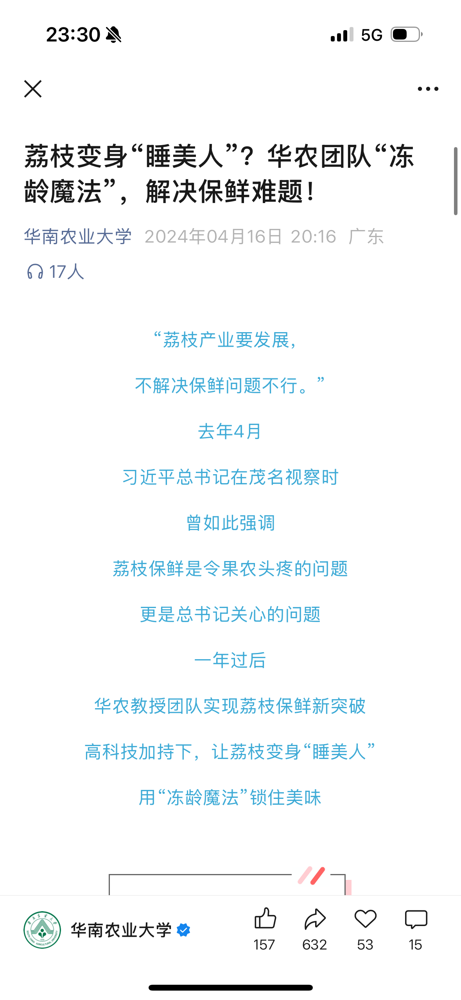 23:30
5G
荔枝变身“睡美人”？华农团队“冻
龄魔法”，解决保鲜难题！
华南农业大学 2024年04月16日 20:16 广东
17人
“荔枝产业要发展，
不解决保鲜问题不行。”
去年4月
习近平总书记在茂名视察时
曾如此强调
荔枝保鲜是令果农头疼的问题
更是总书记关心的问题
一年过后
华农教授团队实现荔枝保鲜新突破
高科技加持下，让荔枝变身“睡美人”
用“冻龄魔法”锁住美味
SOUTH CHINA AGRICULTURAL UNIVERSITY
1909
华南农业大学
157
632
53
15